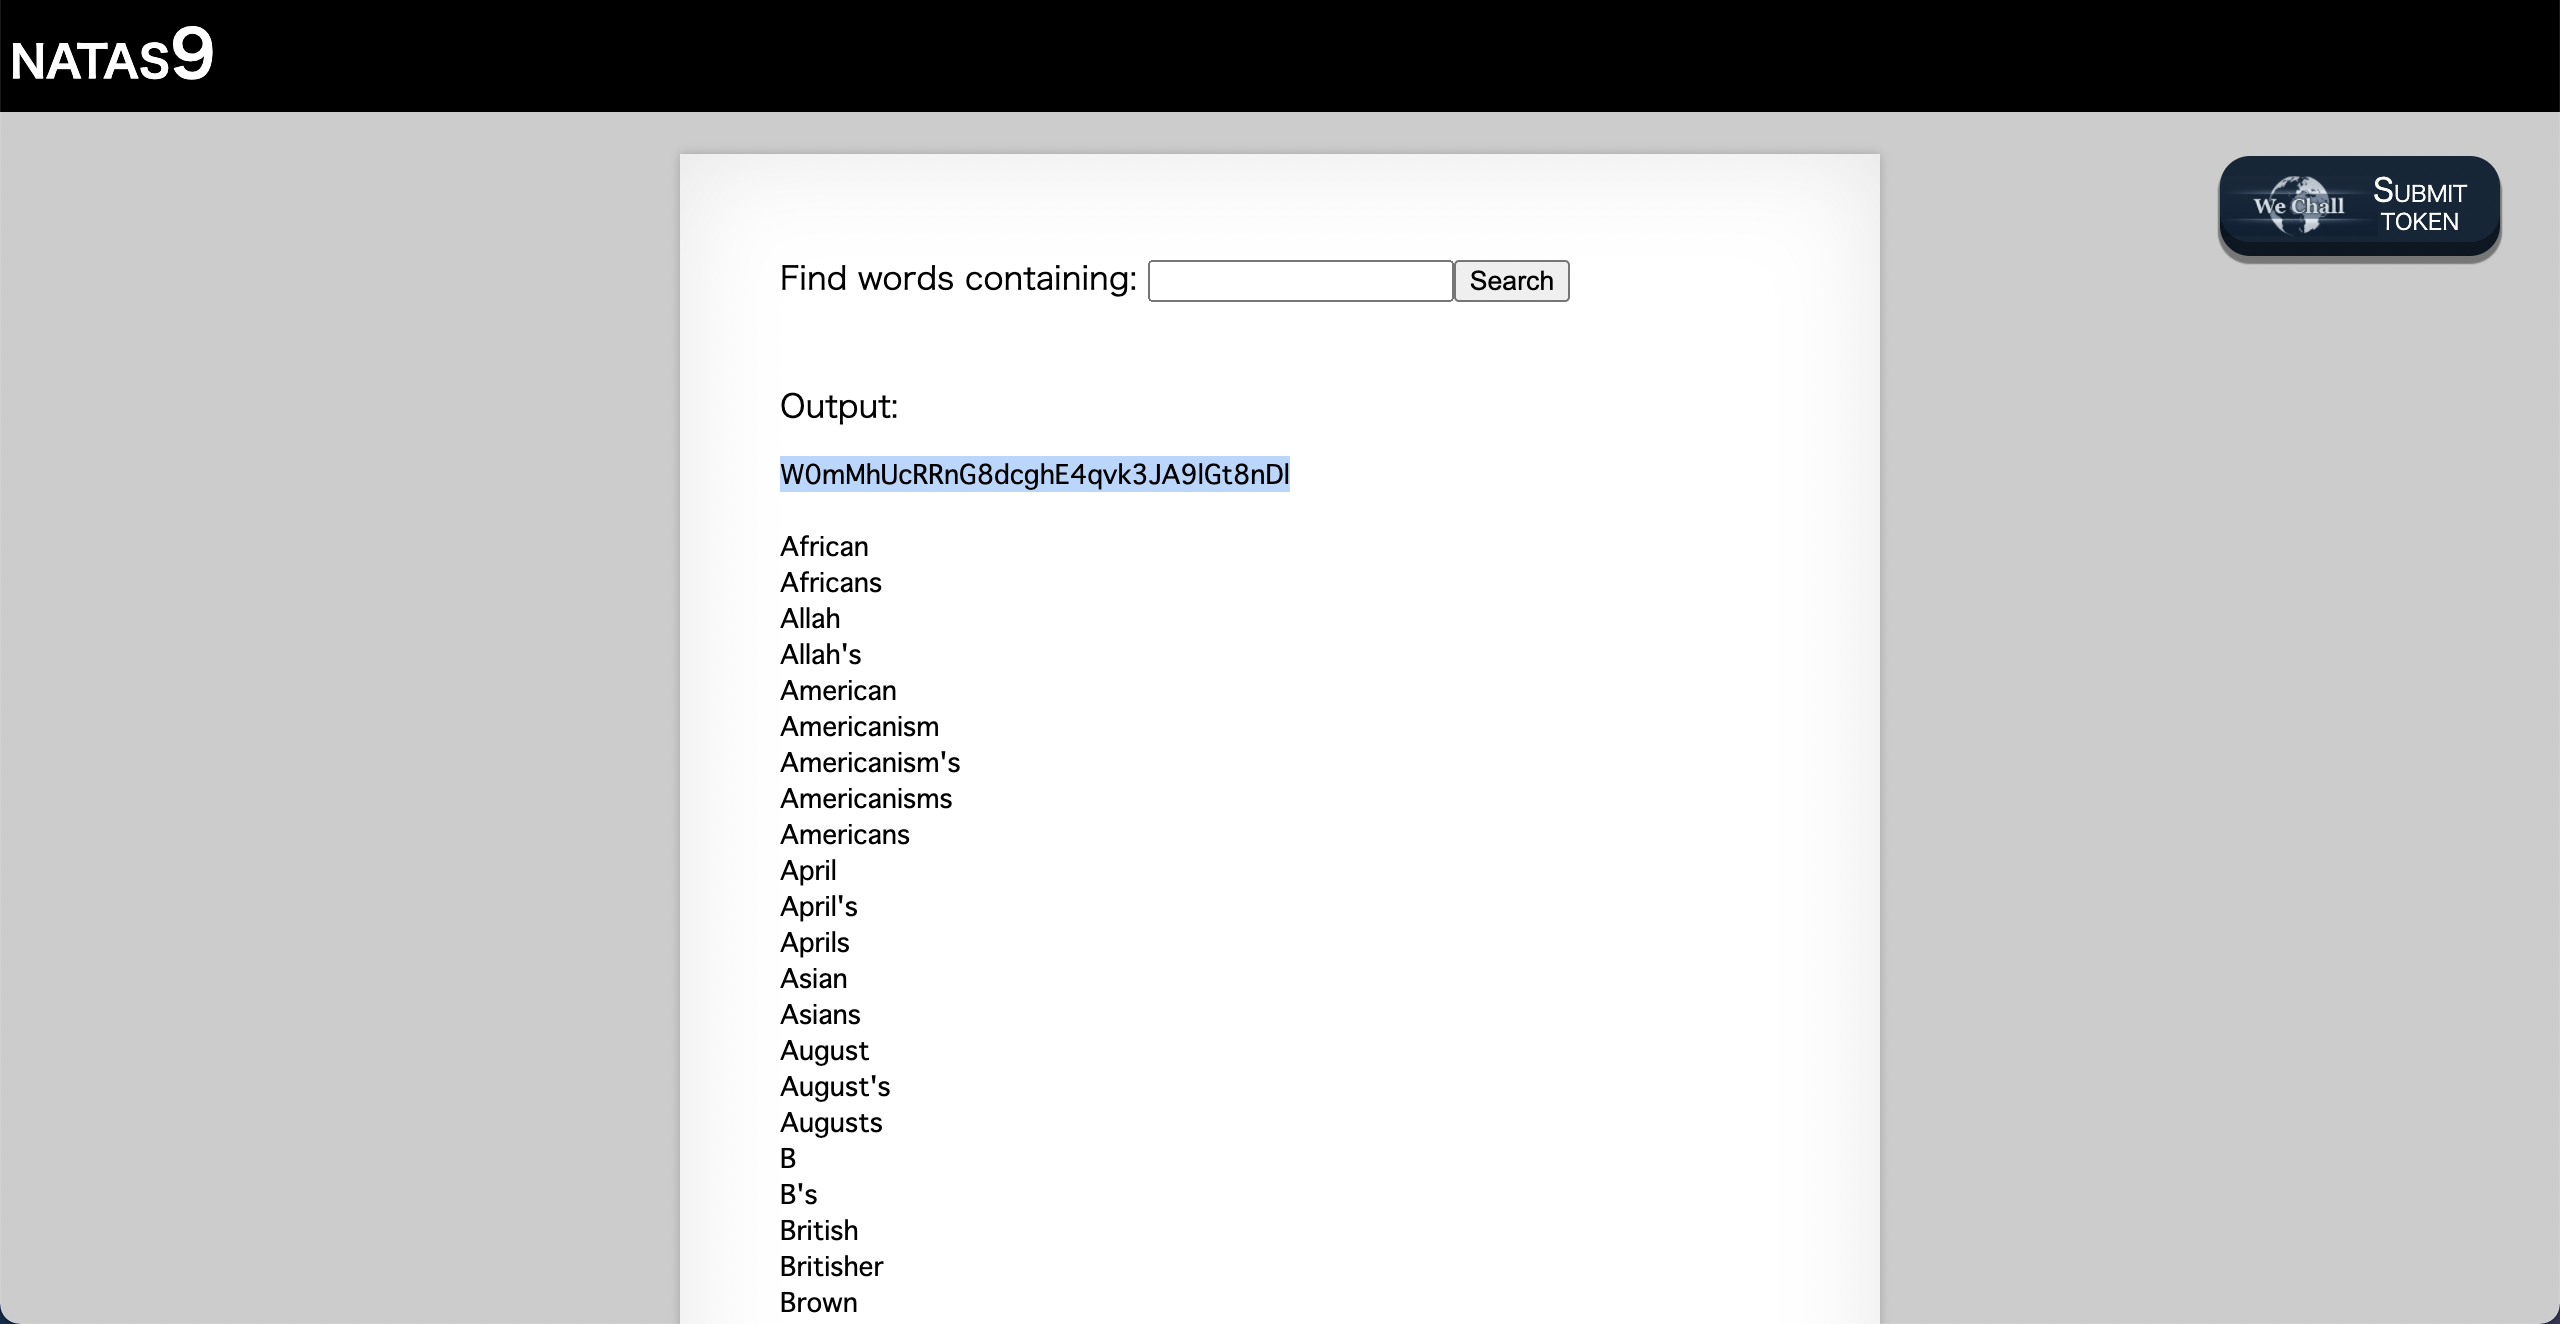 NATAS9
We Chall SUBMIT TOKEN
Find words containing: Search
Output:
W0mMhUcRRnG8dcghE4qvk3JA9lGt8nDl
African
Africans
Allah
Allah's
American
Americanism
Americanism's
Americanisms
Americans
April
April's
Aprils
Asian
Asians
August
August's
Augusts
B
B's
British
Britisher
Brown